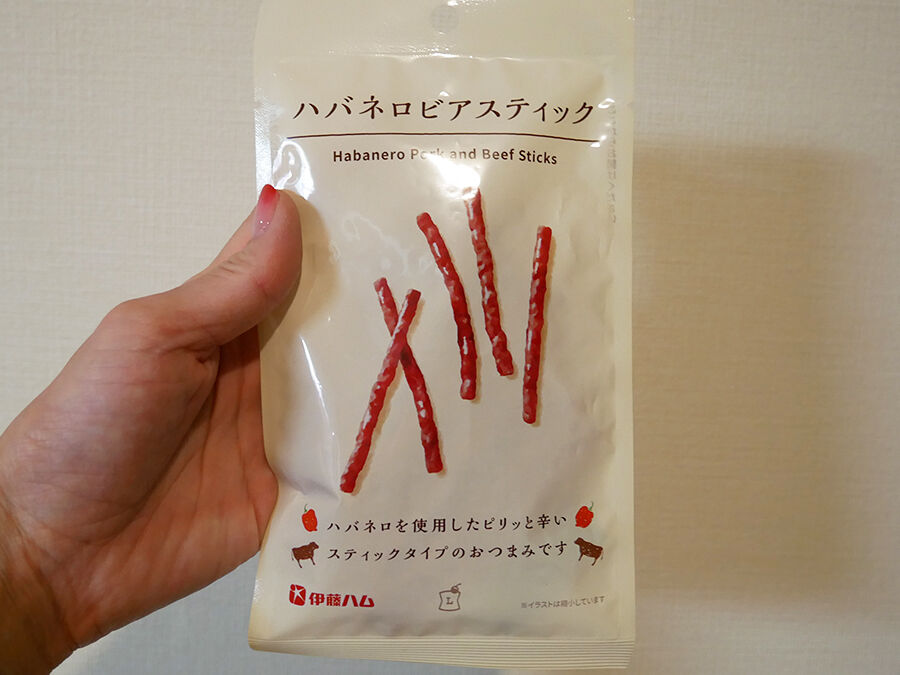 ハバネロビアスティック
Habanero Pork and Beef Sticks
ハバネロを使用したピリッと辛い
スティックタイプのおつまみです
伊藤ハム
L
※イラストは縮小しています